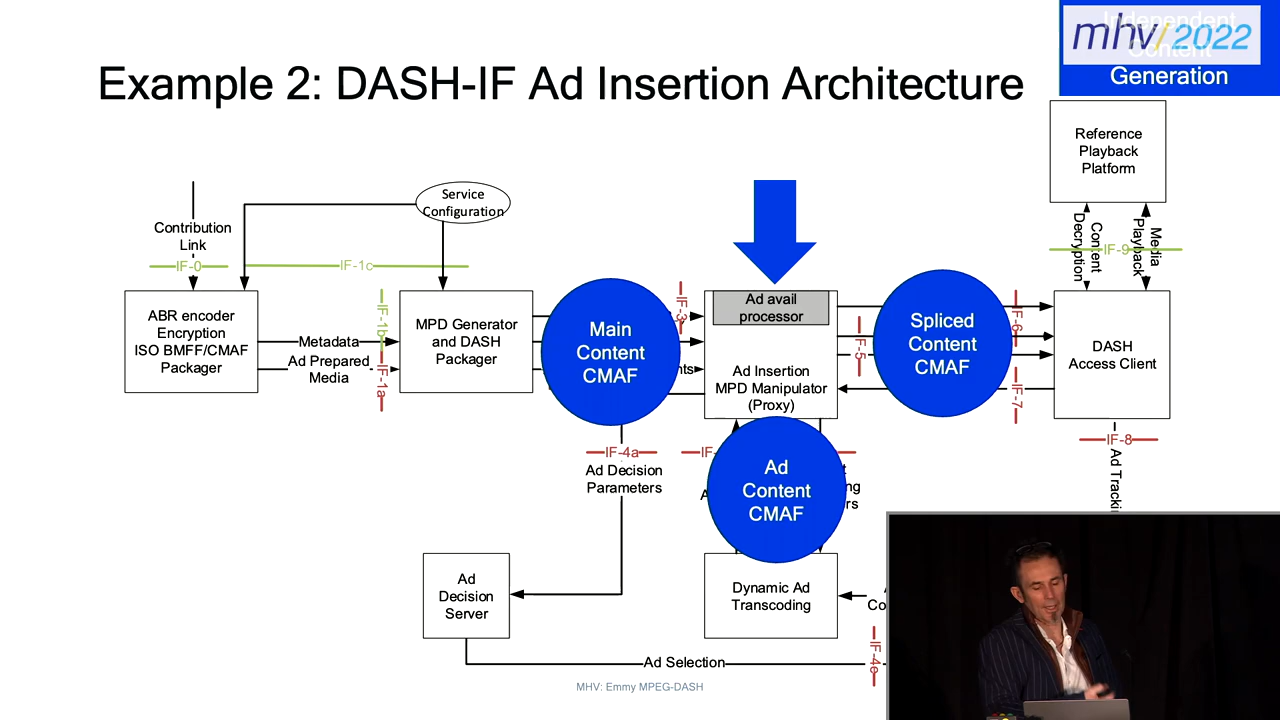 mhv/2022
Independent
Content
Generation
Example 2: DASH-IF Ad Insertion Architecture
Reference
Playback
Platform
Service
Configuration
Contribution
Link
IF-0
IF-1c
Content
Decryption
Media
Playback
IF-9
ABR encoder
Encryption
ISO BMFF/CMAF
Packager
IF-1b
Metadata
Ad Prepared
Media
IF-1a
MPD Generator
and DASH
Packager
Main
Content
CMAF
IF-3
Ad avail
processor
Ad Insertion
MPD Manipulator
(Proxy)
IF-5
Spliced
Content
CMAF
IF-6
IF-7
DASH
Access Client
IF-8
IF-4a
Ad Decision
Parameters
Ad
Content
CMAF
Ad
Decision
Server
Dynamic Ad
Transcoding
Ad Selection
IF-4e
MHV: Emmy MPEG-DASH